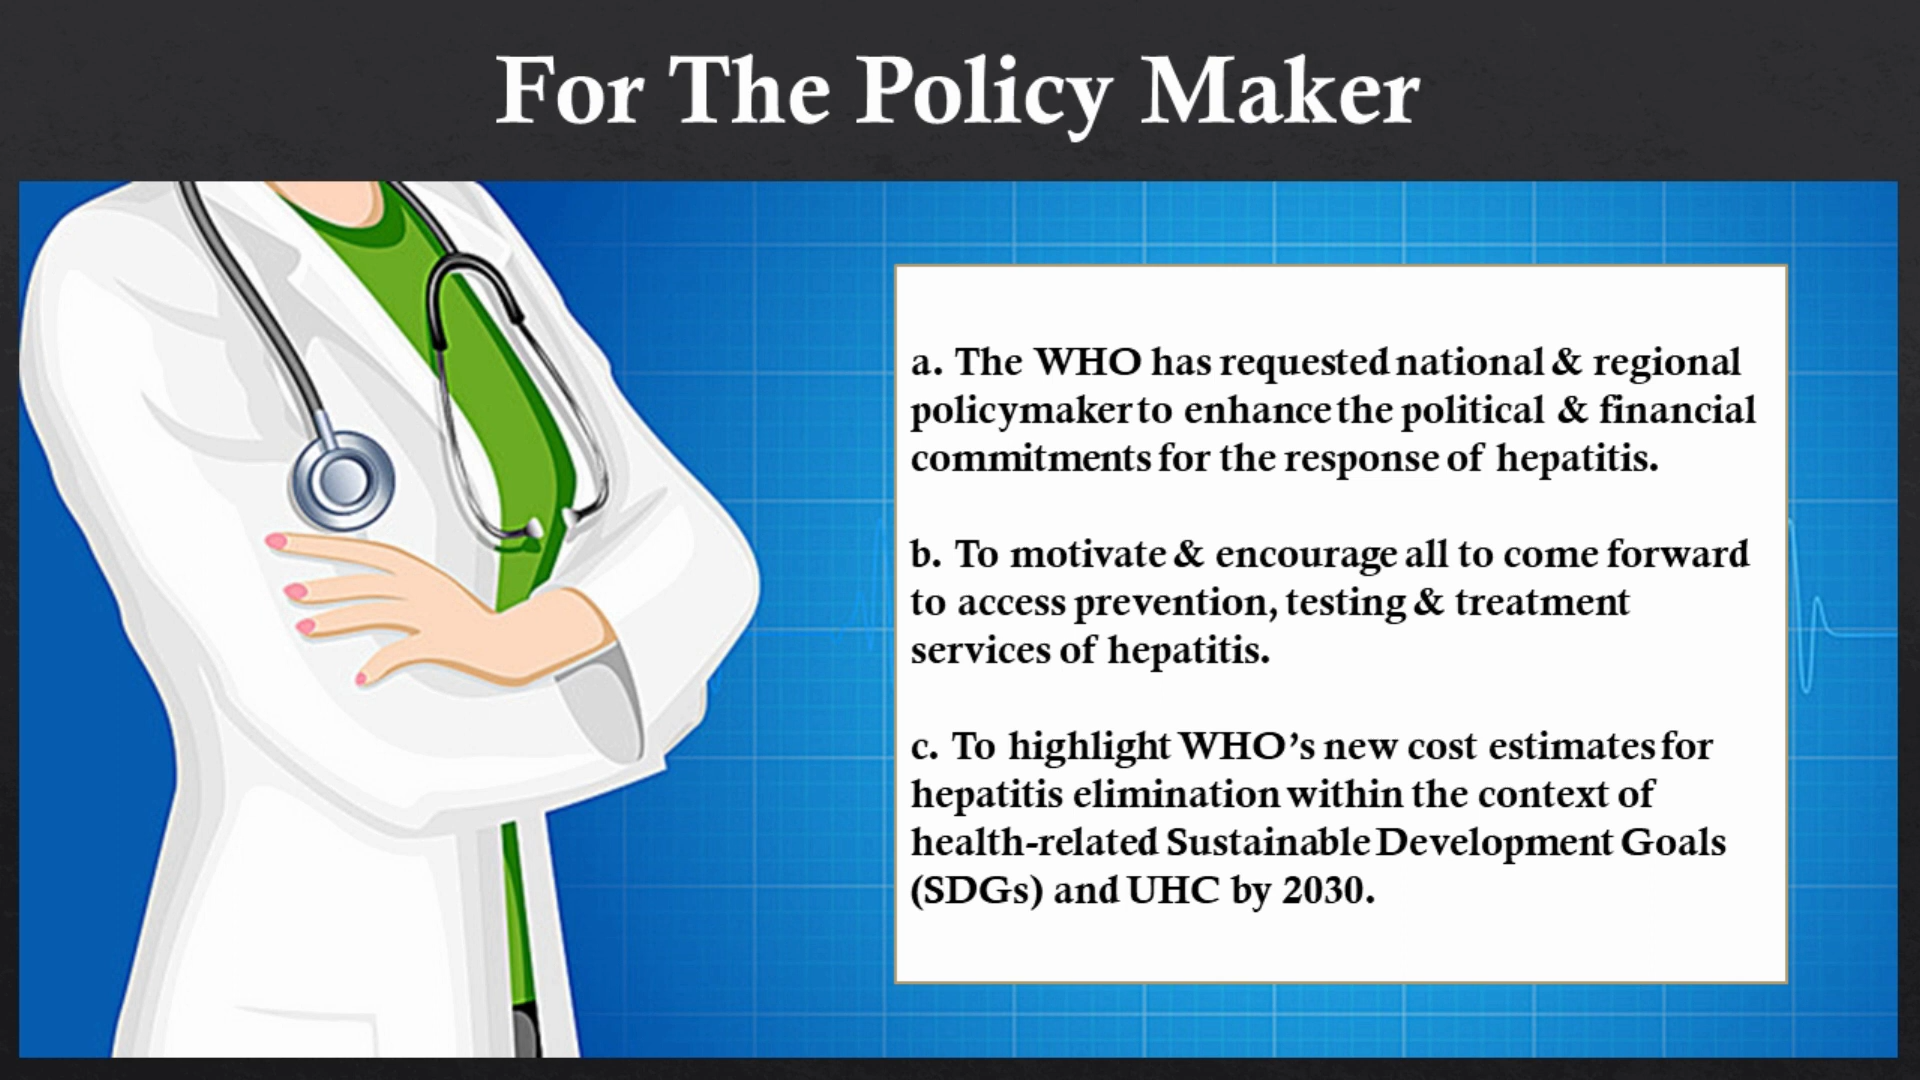 For The Policy Maker
a. The WHO has requested national & regional
policymaker to enhance the political & financial
commitments for the response of hepatitis.
b. To motivate & encourage all to come forward
to access prevention, testing & treatment
services of hepatitis.
c. To highlight WHO’s new cost estimates for
hepatitis elimination within the context of
health-related Sustainable Development Goals
(SDGs) and UHC by 2030.